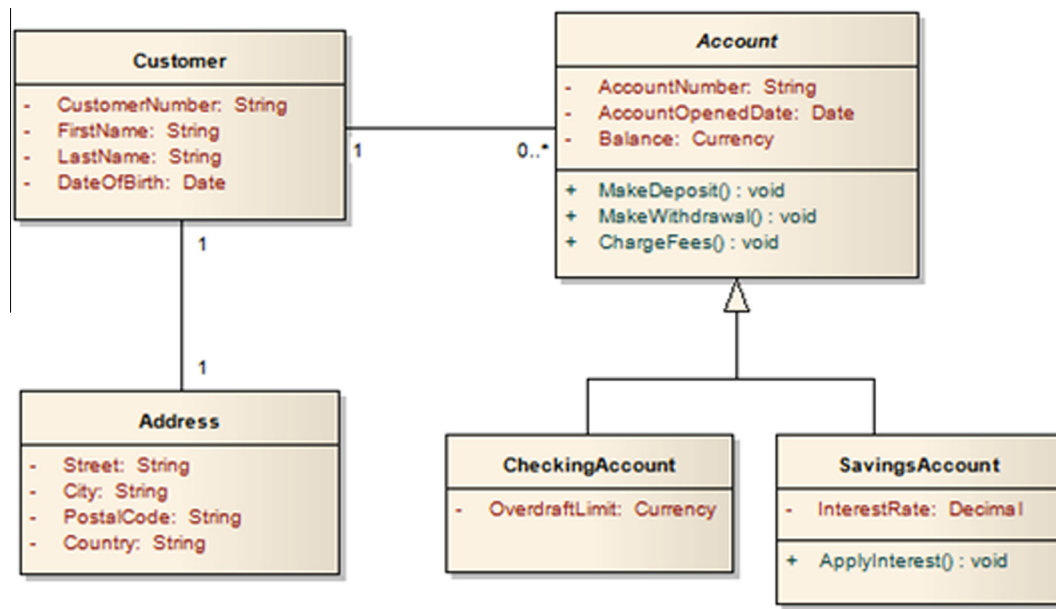 Customer
- CustomerNumber: String
- FirstName: String
- LastName: String
- DateOfBirth: Date
1
0..*
Account
- AccountNumber: String
- AccountOpenedDate: Date
- Balance: Currency
+ MakeDeposit() : void
+ MakeWithdrawal() : void
+ ChargeFees() : void
1
1
Address
- Street: String
- City: String
- PostalCode: String
- Country: String
CheckingAccount
- OverdraftLimit: Currency
SavingsAccount
- InterestRate: Decimal
+ ApplyInterest() : void